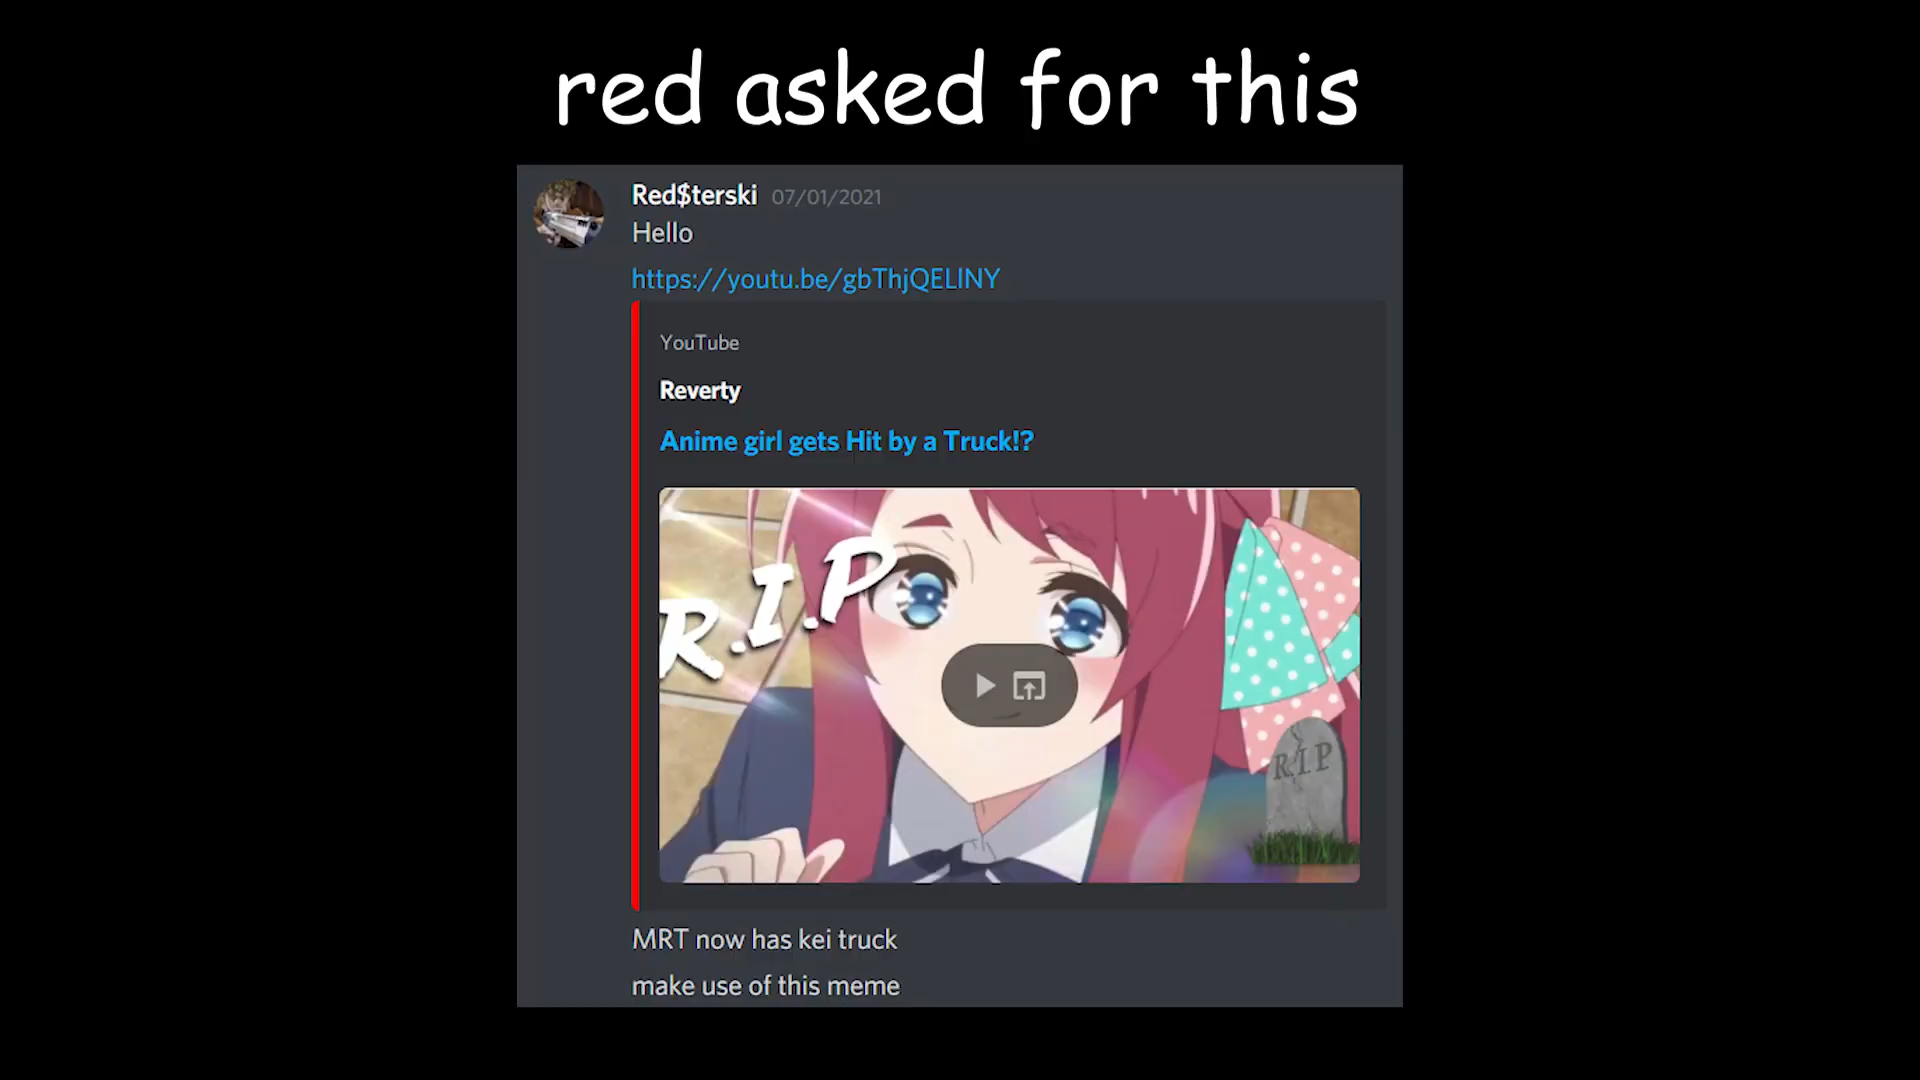 red asked for this
Red$terski 07/01/2021
Hello
https://youtu.be/gbThjQELINY
YouTube
Reverty
Anime girl gets Hit by a Truck!?
R.I.P
R.I.P
MRT now has kei truck
make use of this meme